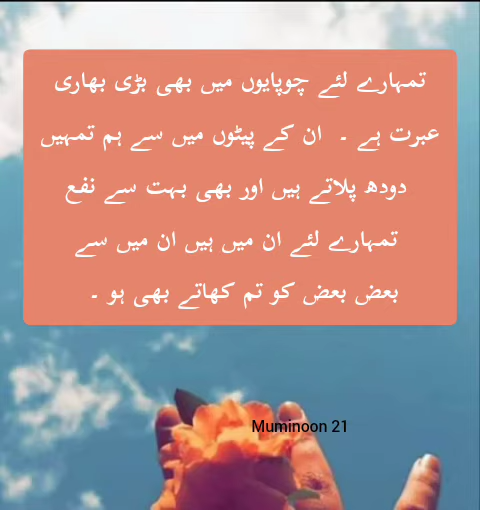 تمہارے لئے چوپایوں میں بھی بڑی بھاری
عبرت ہے ۔ ان کے پیٹوں میں سے ہم تمہیں
دودھ پلاتے ہیں اور بھی بہت سے نفع
تمہارے لئے ان میں ہیں ان میں سے
بعض بعض کو تم کھاتے بھی ہو ۔
Muminoon 21